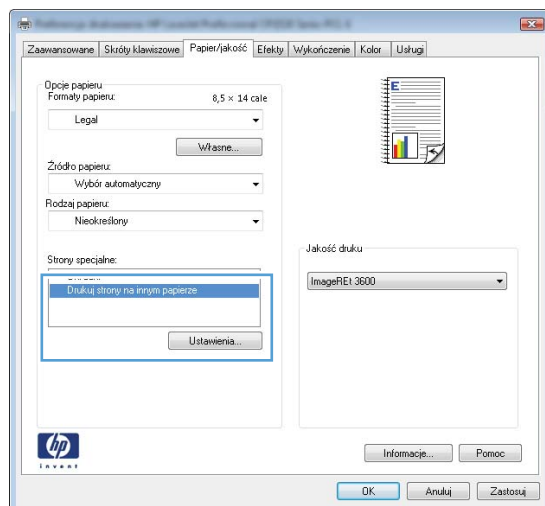 Zaawansowane Skróty klawiszowe Papier/jakość Efekty Wykończenie Kolor Usługi
Opcje papieru
Formaty papieru: 8,5 × 14 cale
Legal
Własne...
Źródło papieru:
Wybór automatyczny
Rodzaj papieru:
Nieokreślony
Strony specjalne:
Drukuj strony na innym papierze
Ustawienia...
E
Jakość druku
ImageREt 3600
hp
invent
Informacje... Pomoc
OK Anuluj Zastosuj